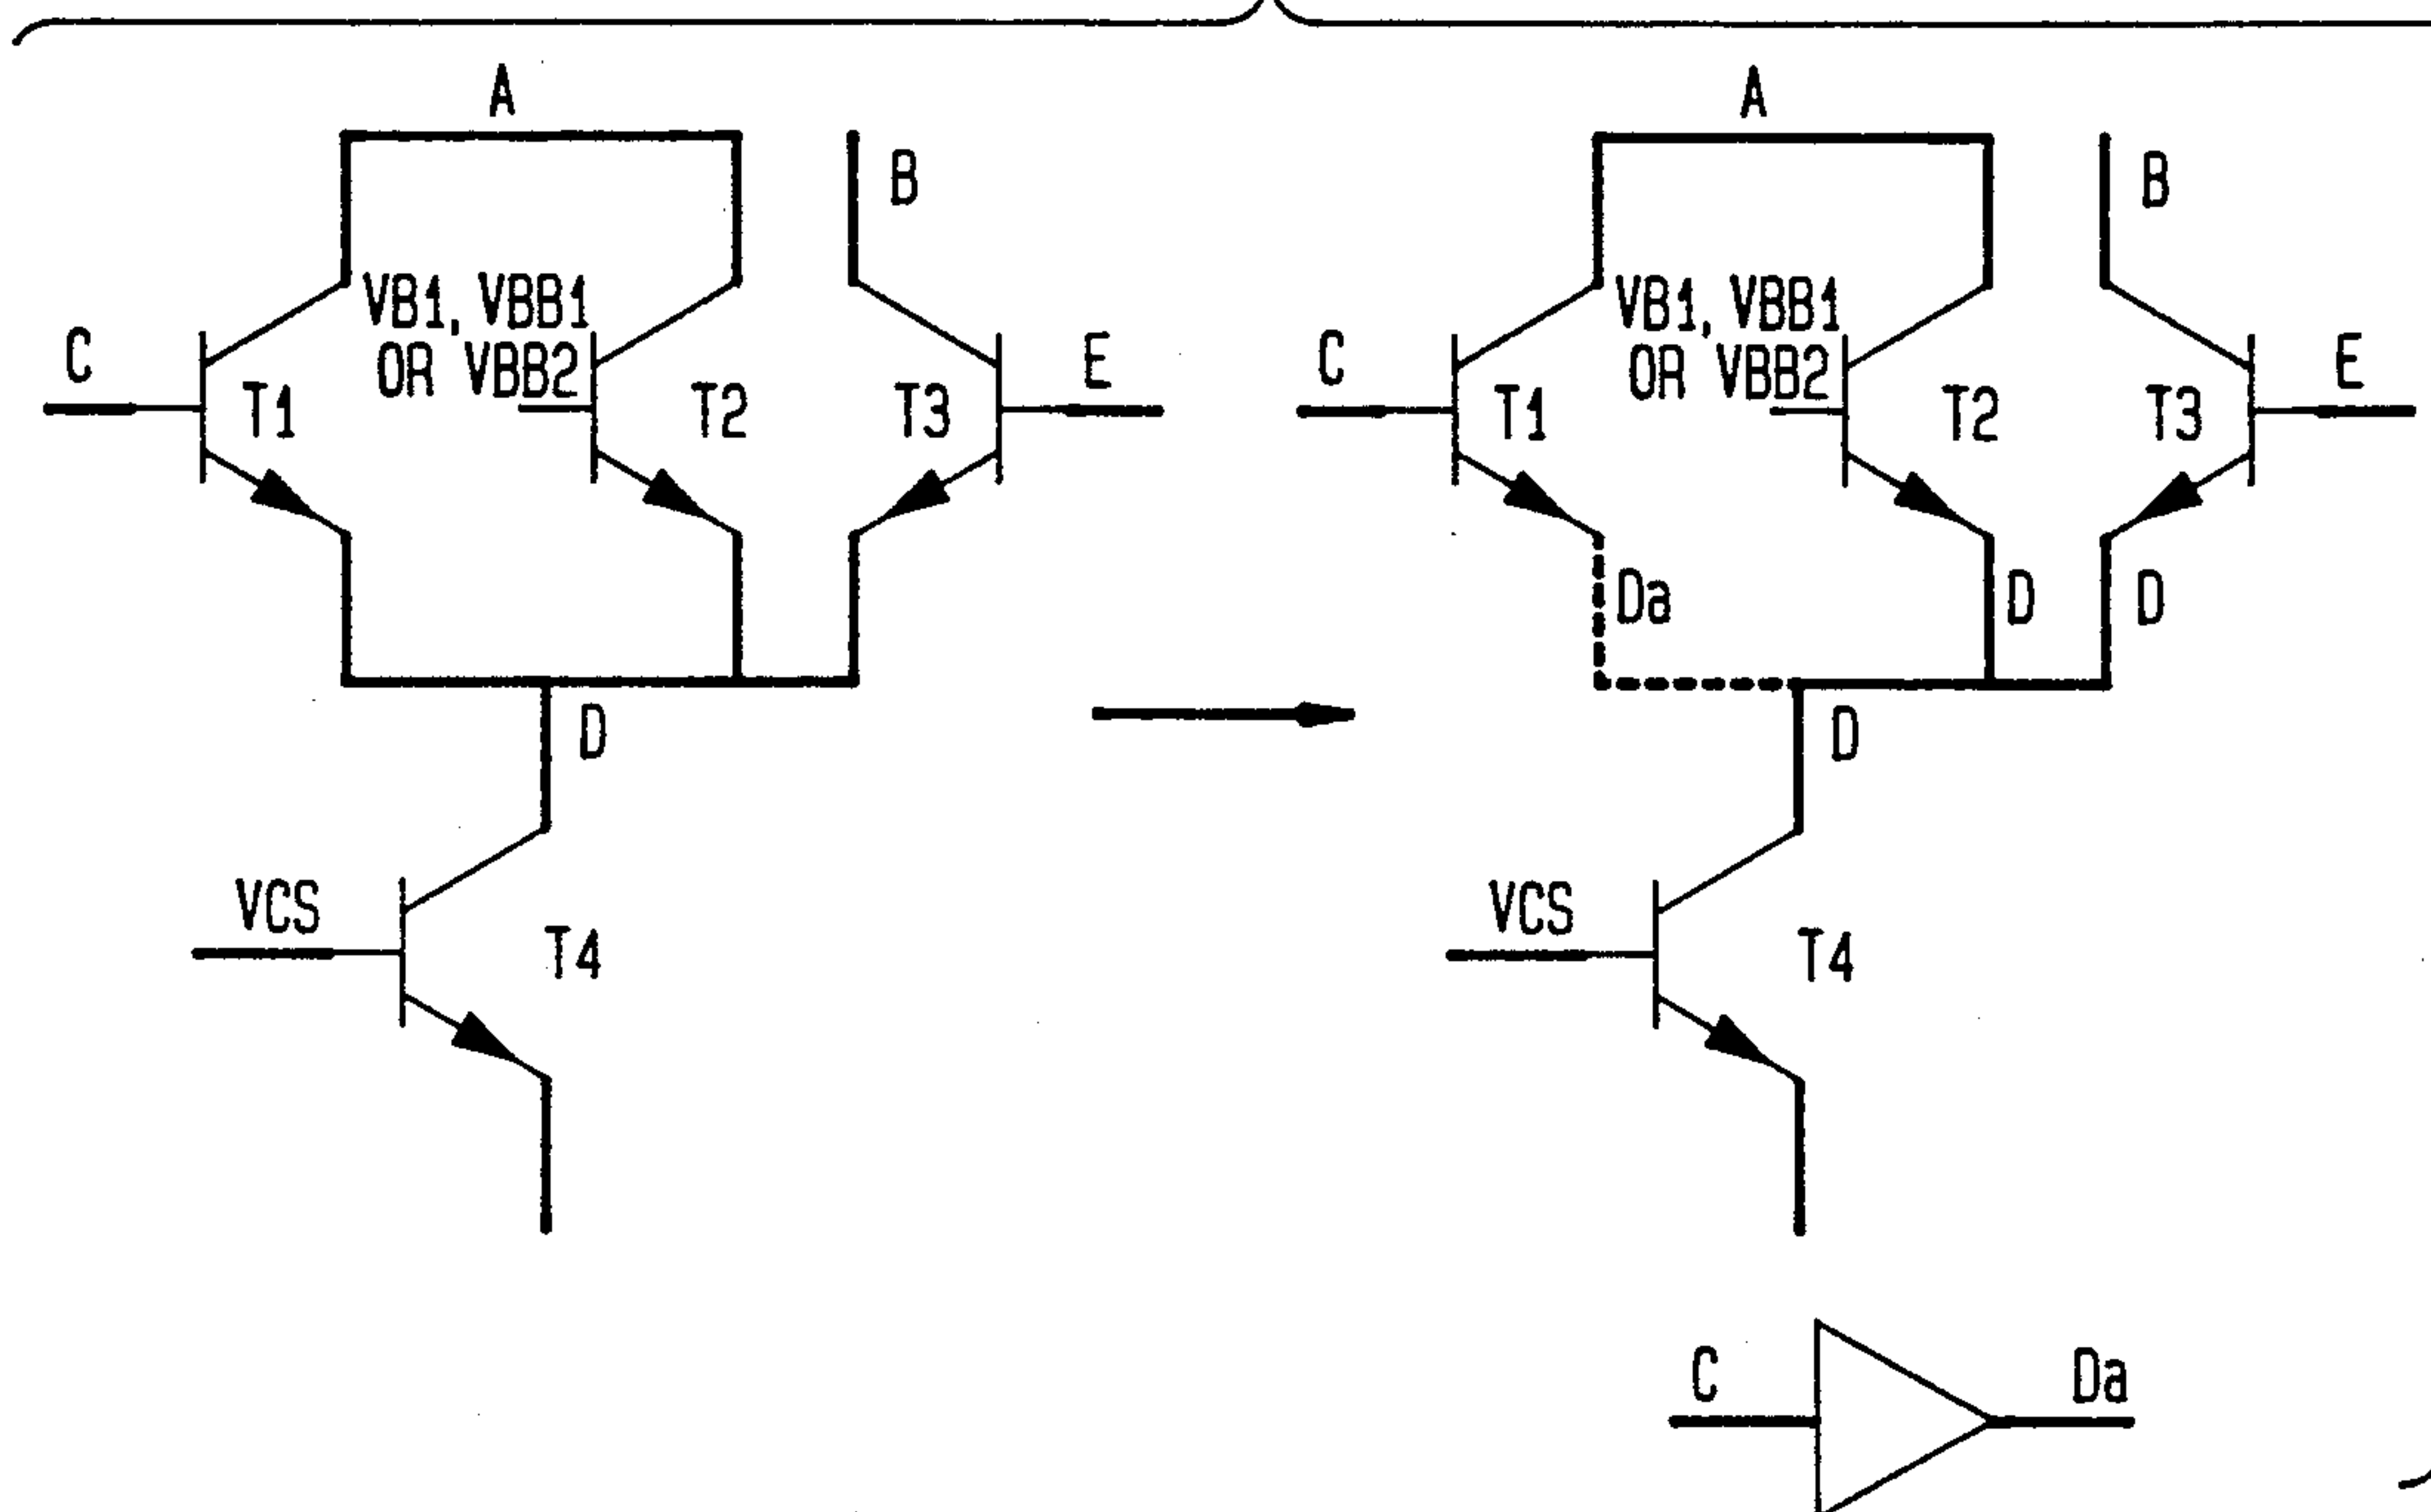 A
B
C
VB1, VBB1
OR VBB2
T1
T2
T3
E
D
VCS
T4
A
B
C
VB1, VBB1
OR VBB2
T1
T2
T3
E
Da
D
D
D
VCS
T4
C
Da